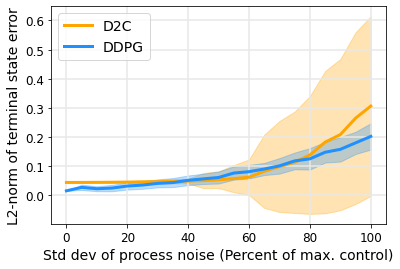 L2-norm of terminal state error
0.6
0.5
0.4
0.3
0.2
0.1
0.0
D2C
DDPG
0 20 40 60 80 100
Std dev of process noise (Percent of max. control)